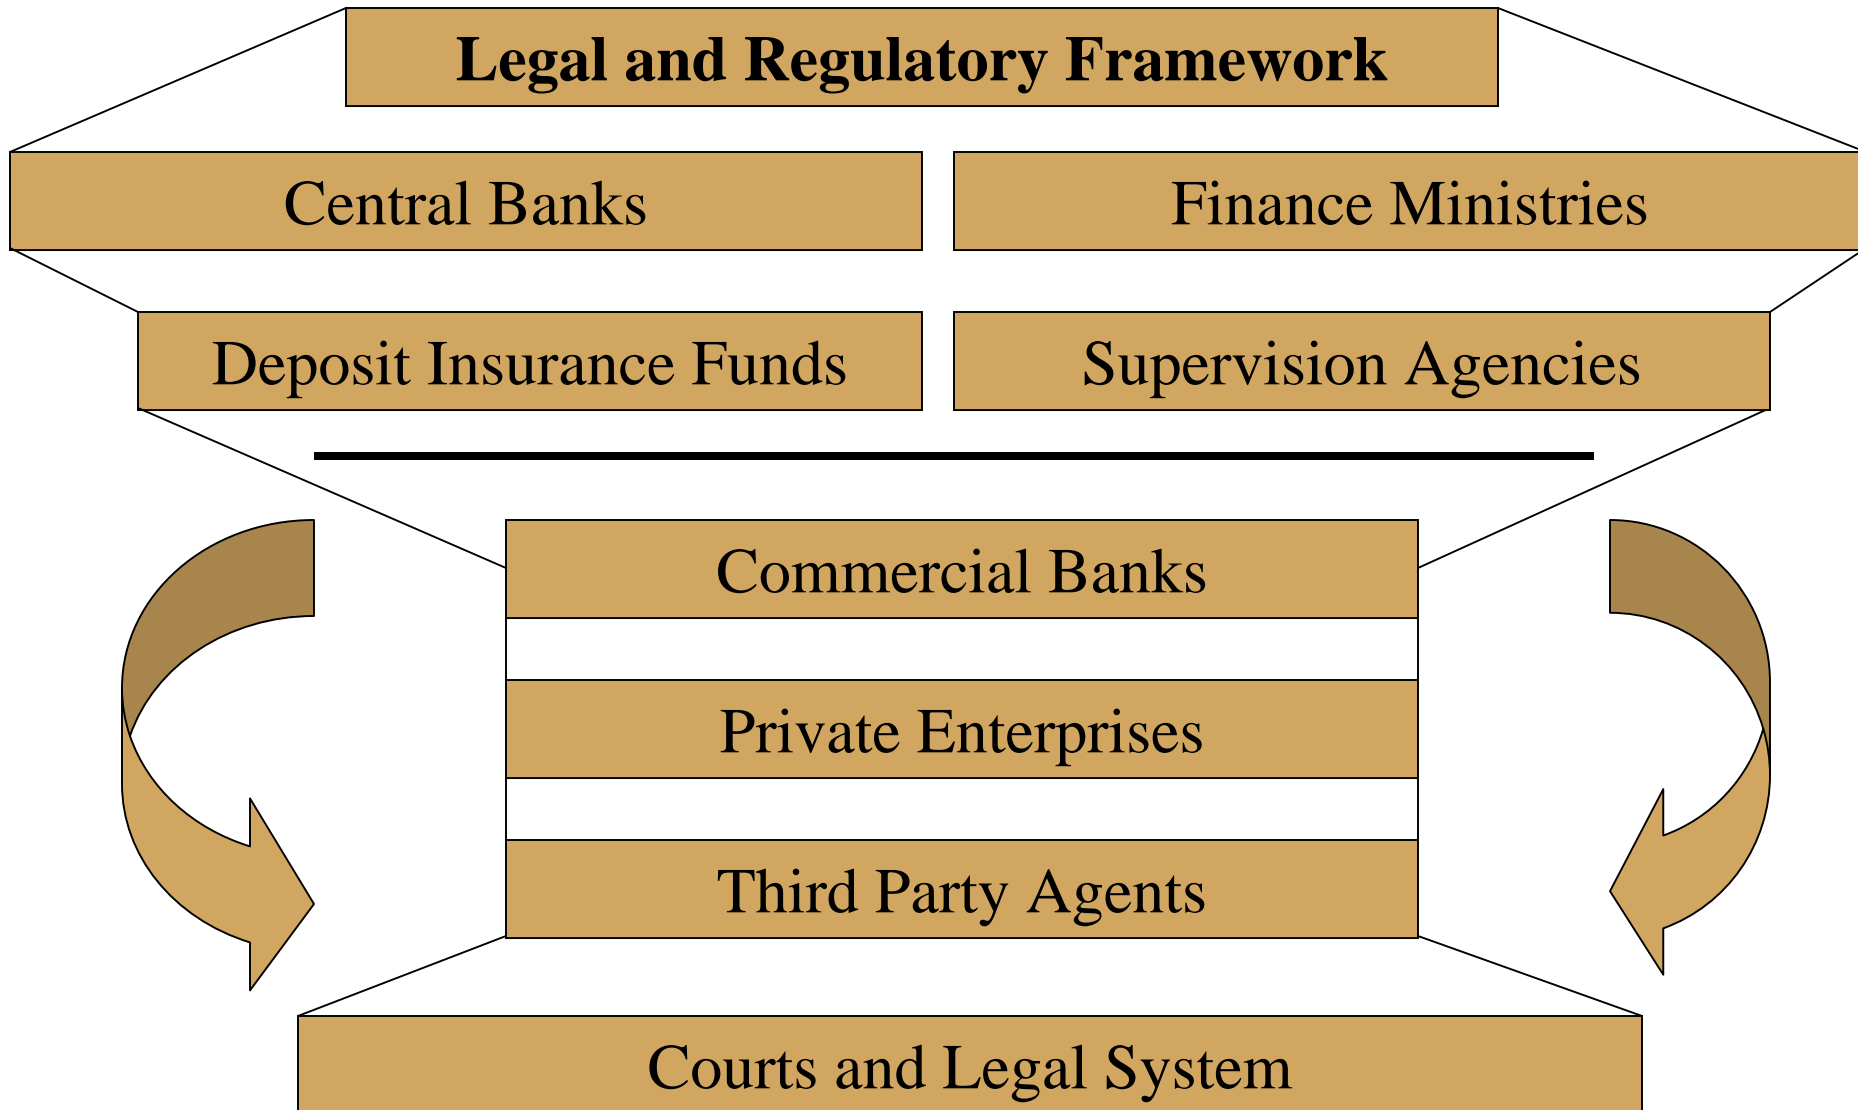 Legal and Regulatory Framework
Central Banks
Finance Ministries
Deposit Insurance Funds
Supervision Agencies
Commercial Banks
Private Enterprises
Third Party Agents
Courts and Legal System